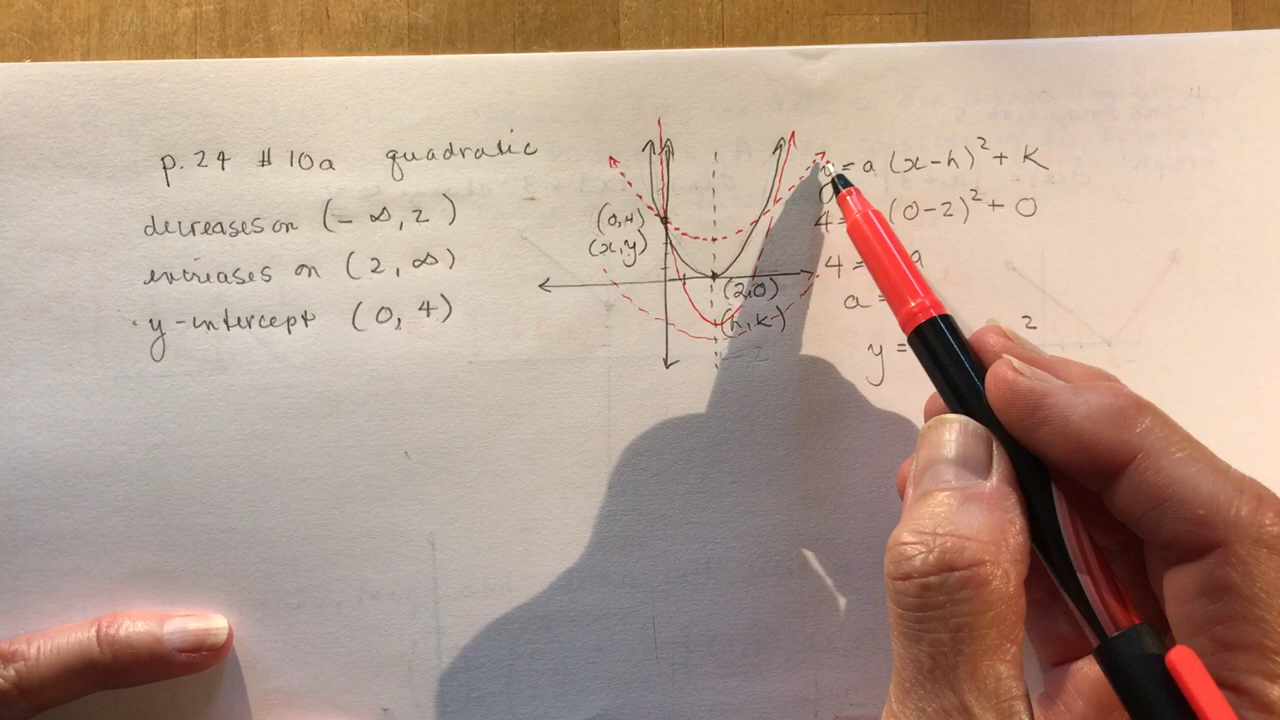 p. 24 # 10a quadratic
decreases on (- ∞, 2)
increases on (2, ∞)
y-intercept (0, 4)
(0, 4)
(x, y)
(2,0)
(h, k)
= a (x-h)² + k
4 = (0-2)² + 0
4 = a
a =
y = ²